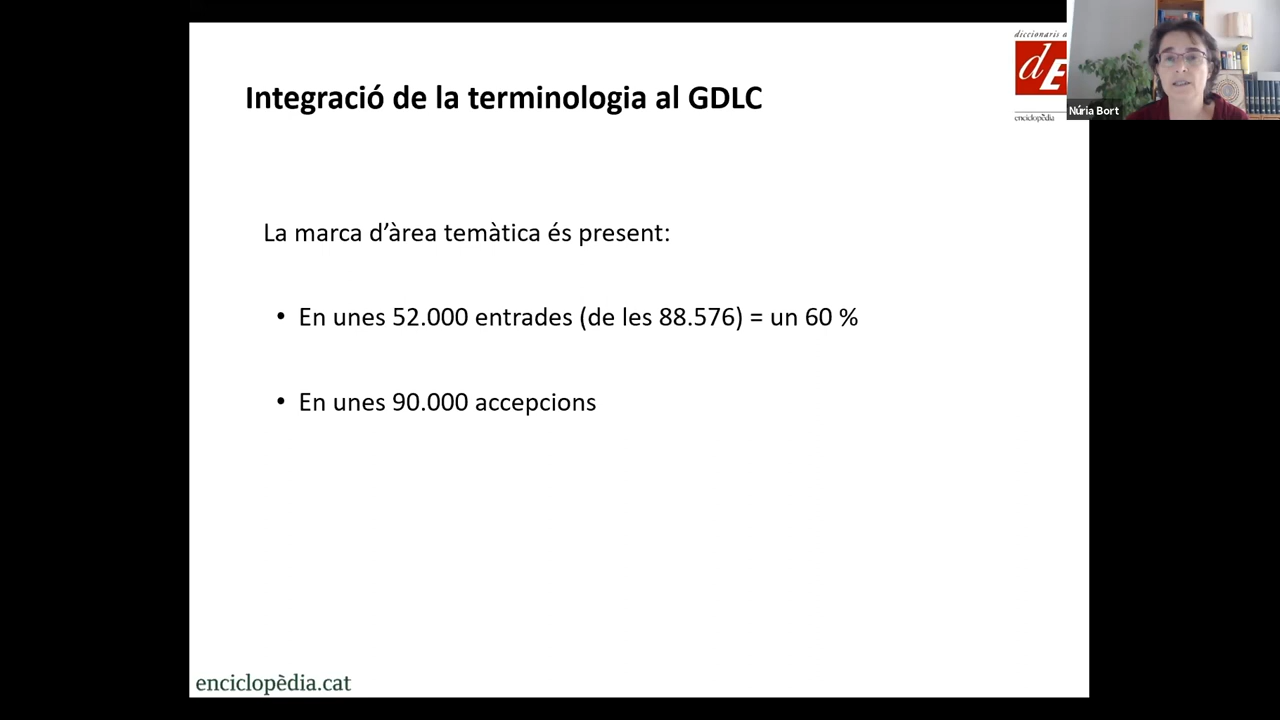 Integració de la terminologia al GDLC
diccionaris
dE
enciclopèdia
Núria Bort
La marca d’àrea temàtica és present:
• En unes 52.000 entrades (de les 88.576) = un 60 %
• En unes 90.000 accepcions
enciclopèdia.cat